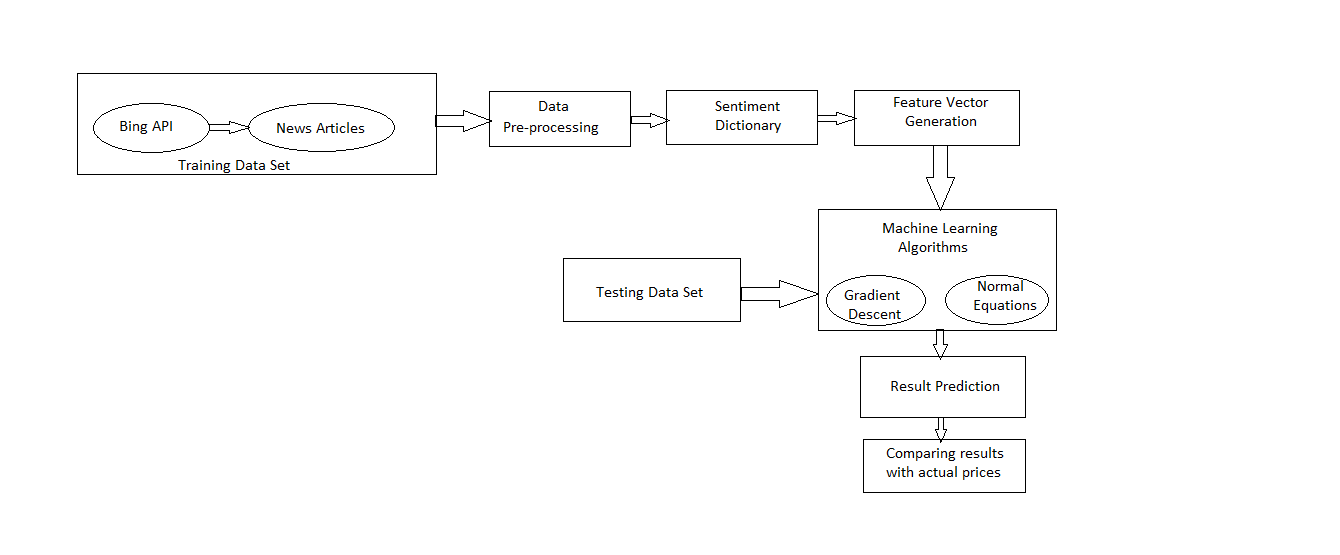 Bing API
News Articles
Training Data Set
Data
Pre-processing
Sentiment
Dictionary
Feature Vector
Generation
Machine Learning
Algorithms
Testing Data Set
Gradient
Descent
Normal
Equations
Result Prediction
Comparing results
with actual prices